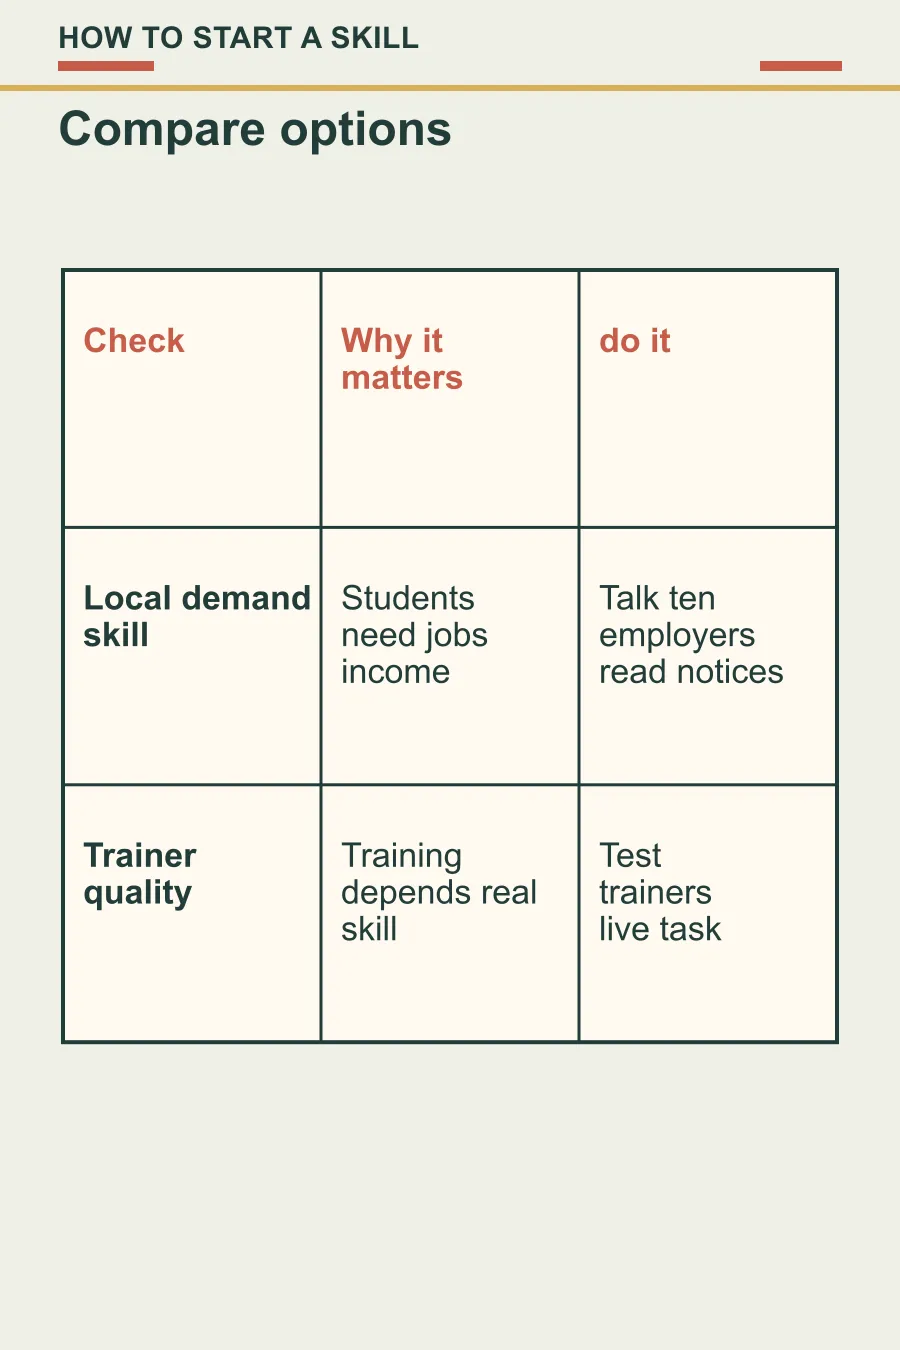 HOW TO START A SKILL
Compare options
Check
Why it
matters
do it
Local demand
skill
Students
need jobs
income
Talk ten
employers
read notices
Trainer
quality
Training
depends real
skill
Test
trainers
live task